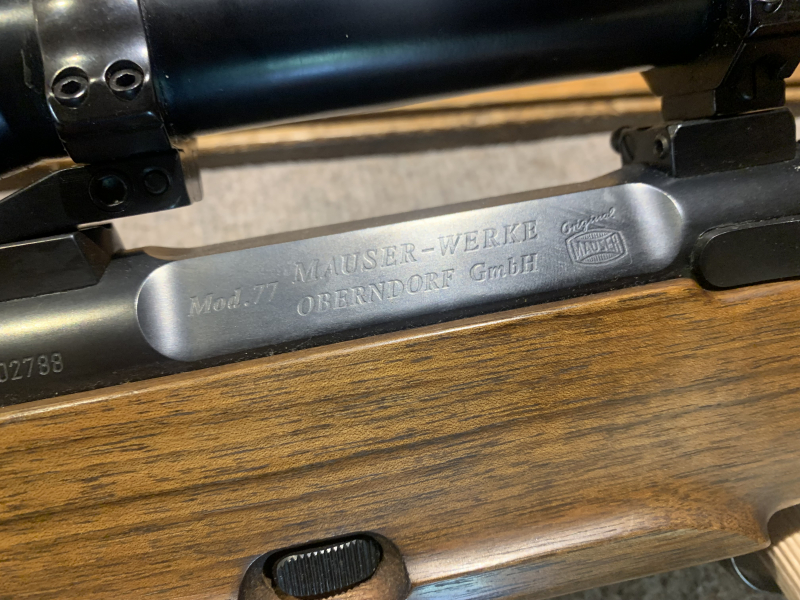 Mod.77
MAUSER-WERKE
OBERNDORF GmbH
Original
MAUSER
02788